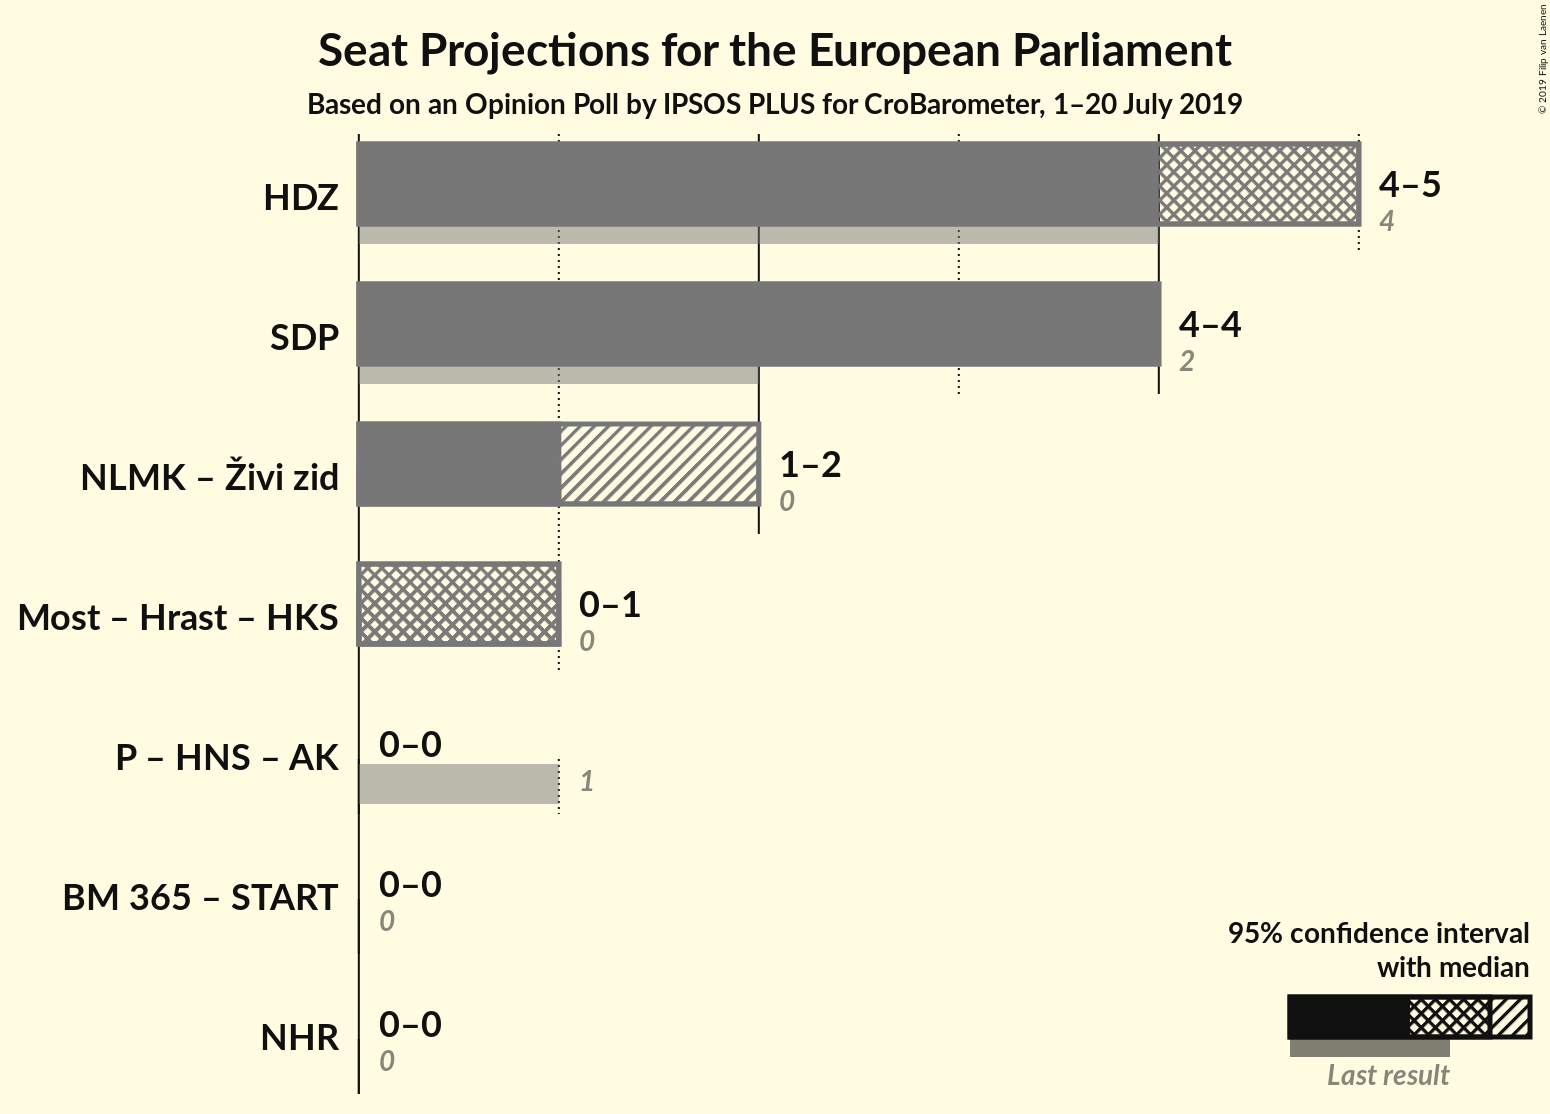 Seat Projections for the European Parliament
Based on an Opinion Poll by IPSOS PLUS for CroBarometer, 1–20 July 2019
© 2019 Filip van Laenen
HDZ
4–5
4
SDP
4–4
2
NLMK – Živi zid
1–2
0
Most – Hrast – HKS
0–1
0
P – HNS – AK
0–0
1
BM 365 – START
0–0
0
NHR
0–0
0
95% confidence interval
with median
Last result